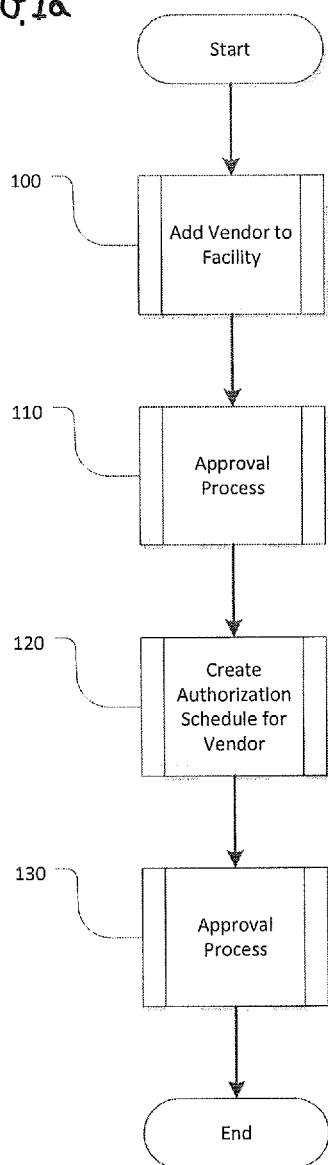 Start
100
Add Vendor to
Facility
110
Approval
Process
120
Create
Authorization
Schedule for
Vendor
130
Approval
Process
End